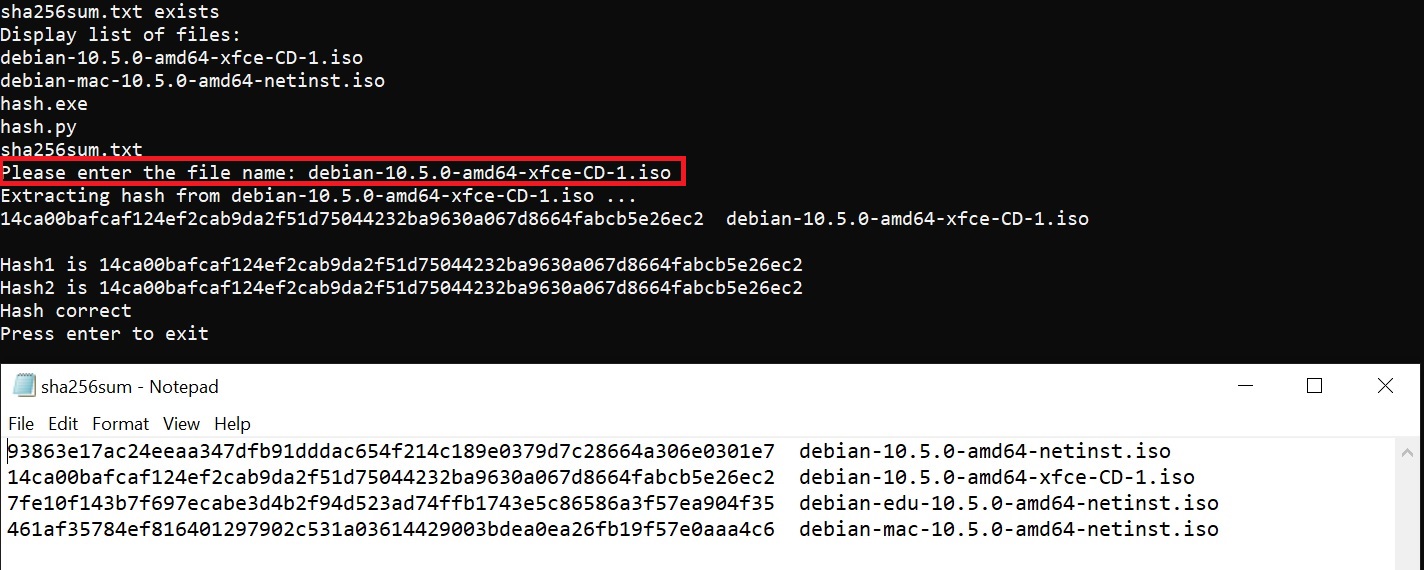 sha256sum.txt exists
Display list of files:
debian-10.5.0-amd64-xfce-CD-1.iso
debian-mac-10.5.0-amd64-netinst.iso
hash.exe
hash.py
sha256sum.txt
Please enter the file name: debian-10.5.0-amd64-xfce-CD-1.iso
Extracting hash from debian-10.5.0-amd64-xfce-CD-1.iso ...
14ca00bafcaf124ef2cab9da2f51d75044232ba9630a067d8664fabcb5e26ec2  debian-10.5.0-amd64-xfce-CD-1.iso
Hash1 is 14ca00bafcaf124ef2cab9da2f51d75044232ba9630a067d8664fabcb5e26ec2
Hash2 is 14ca00bafcaf124ef2cab9da2f51d75044232ba9630a067d8664fabcb5e26ec2
Hash correct
Press enter to exit
sha256sum - Notepad
File Edit Format View Help
93863e17ac24eeaa347dfb91dddac654f214c189e0379d7c28664a306e0301e7  debian-10.5.0-amd64-netinst.iso
14ca00bafcaf124ef2cab9da2f51d75044232ba9630a067d8664fabcb5e26ec2  debian-10.5.0-amd64-xfce-CD-1.iso
7fe10f143b7f697ecabe3d4b2f94d523ad74ffb1743e5c86586a3f57ea904f35  debian-edu-10.5.0-amd64-netinst.iso
461af35784ef816401297902c531a03614429003bdea0ea26fb19f57e0aaa4c6  debian-mac-10.5.0-amd64-netinst.iso